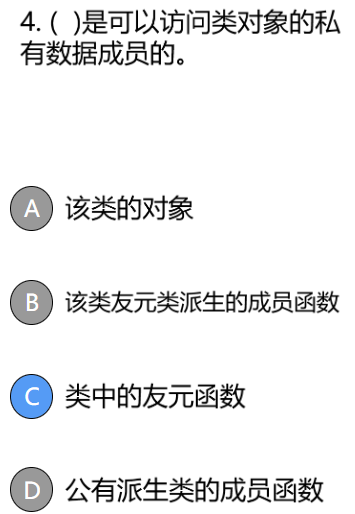 4. ( )是可以访问类对象的私
有数据成员的。
A 该类的对象
B 该类友元类派生的成员函数
C 类中的友元函数
D 公有派生类的成员函数